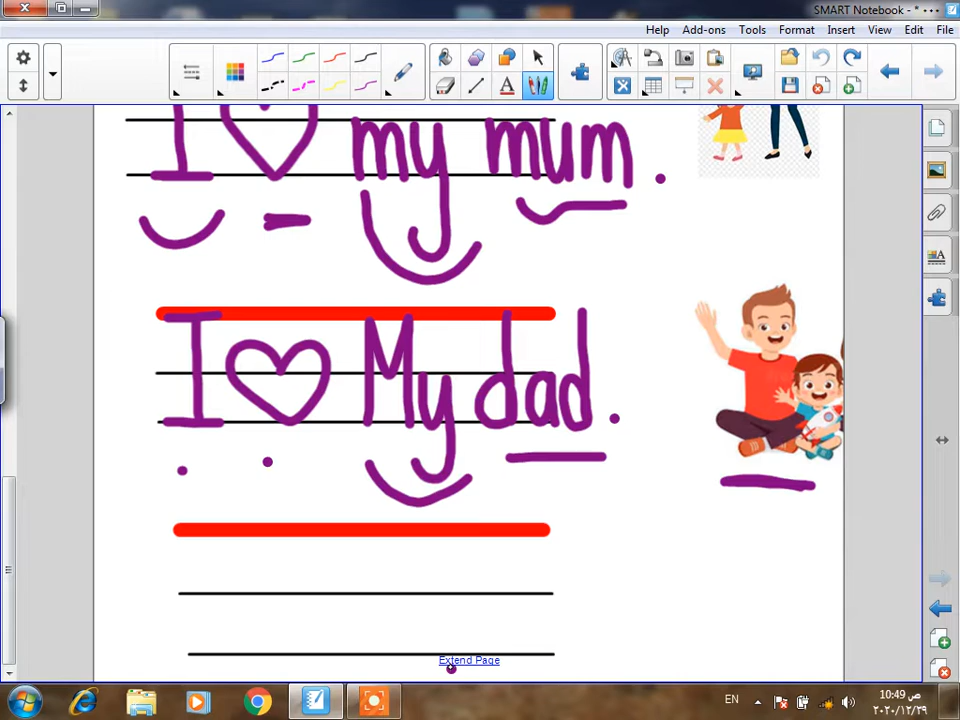 SMART Notebook - *
Help Add-ons Tools Format Insert View Edit File
I ♡ my mum .
I ♡ My dad .
Extend Page
EN
ص 10:49
٢٠٢٠/١٢/٢٩